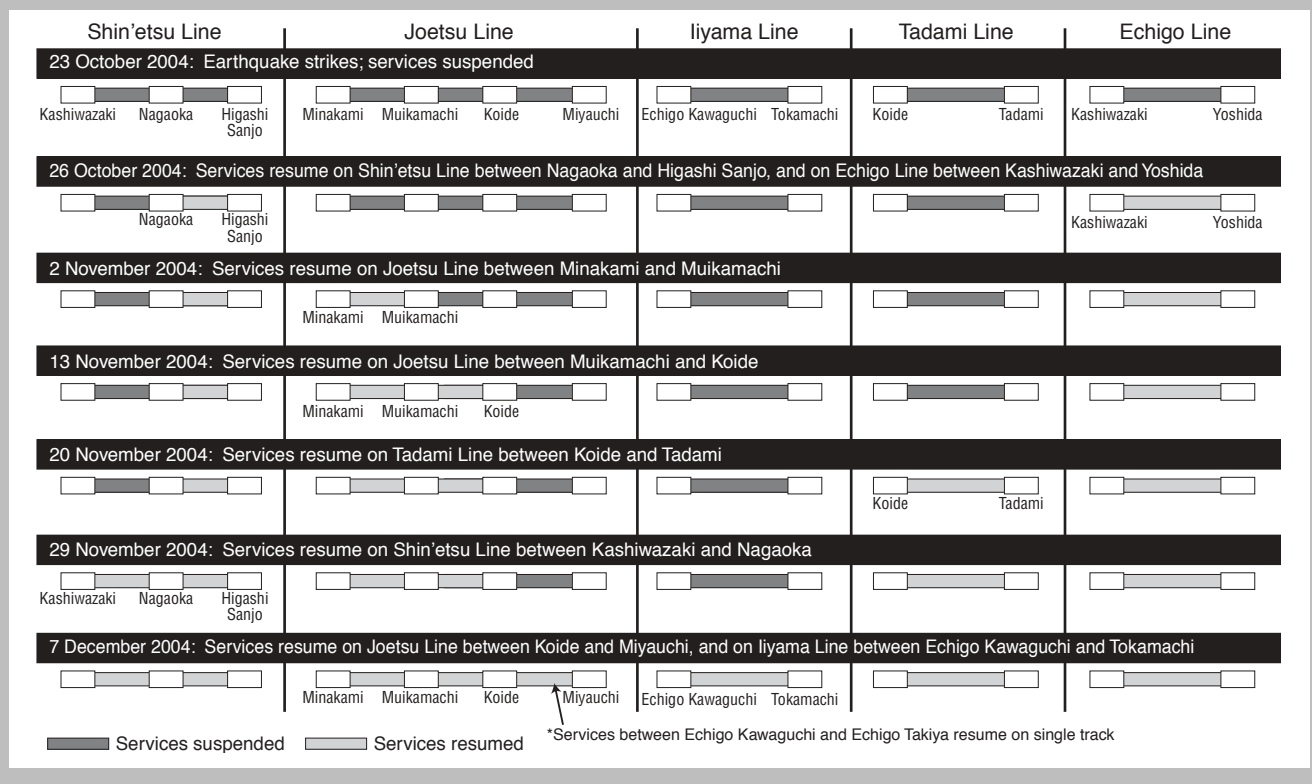 Shin’etsu Line Joetsu Line Iiyama Line Tadami Line Echigo Line
23 October 2004: Earthquake strikes; services suspended
Kashiwazaki Nagaoka Higashi Sanjo Minakami Muikamachi Koide Miyauchi Echigo Kawaguchi Tokamachi Koide Tadami Kashiwazaki Yoshida
26 October 2004: Services resume on Shin’etsu Line between Nagaoka and Higashi Sanjo, and on Echigo Line between Kashiwazaki and Yoshida
Nagaoka Higashi Sanjo Kashiwazaki Yoshida
2 November 2004: Services resume on Joetsu Line between Minakami and Muikamachi
Minakami Muikamachi
13 November 2004: Services resume on Joetsu Line between Muikamachi and Koide
Minakami Muikamachi Koide
20 November 2004: Services resume on Tadami Line between Koide and Tadami
Koide Tadami
29 November 2004: Services resume on Shin’etsu Line between Kashiwazaki and Nagaoka
Kashiwazaki Nagaoka Higashi Sanjo
7 December 2004: Services resume on Joetsu Line between Koide and Miyauchi, and on Iiyama Line between Echigo Kawaguchi and Tokamachi
Minakami Muikamachi Koide Miyauchi Echigo Kawaguchi Tokamachi
*Services between Echigo Kawaguchi and Echigo Takiya resume on single track
Services suspended Services resumed